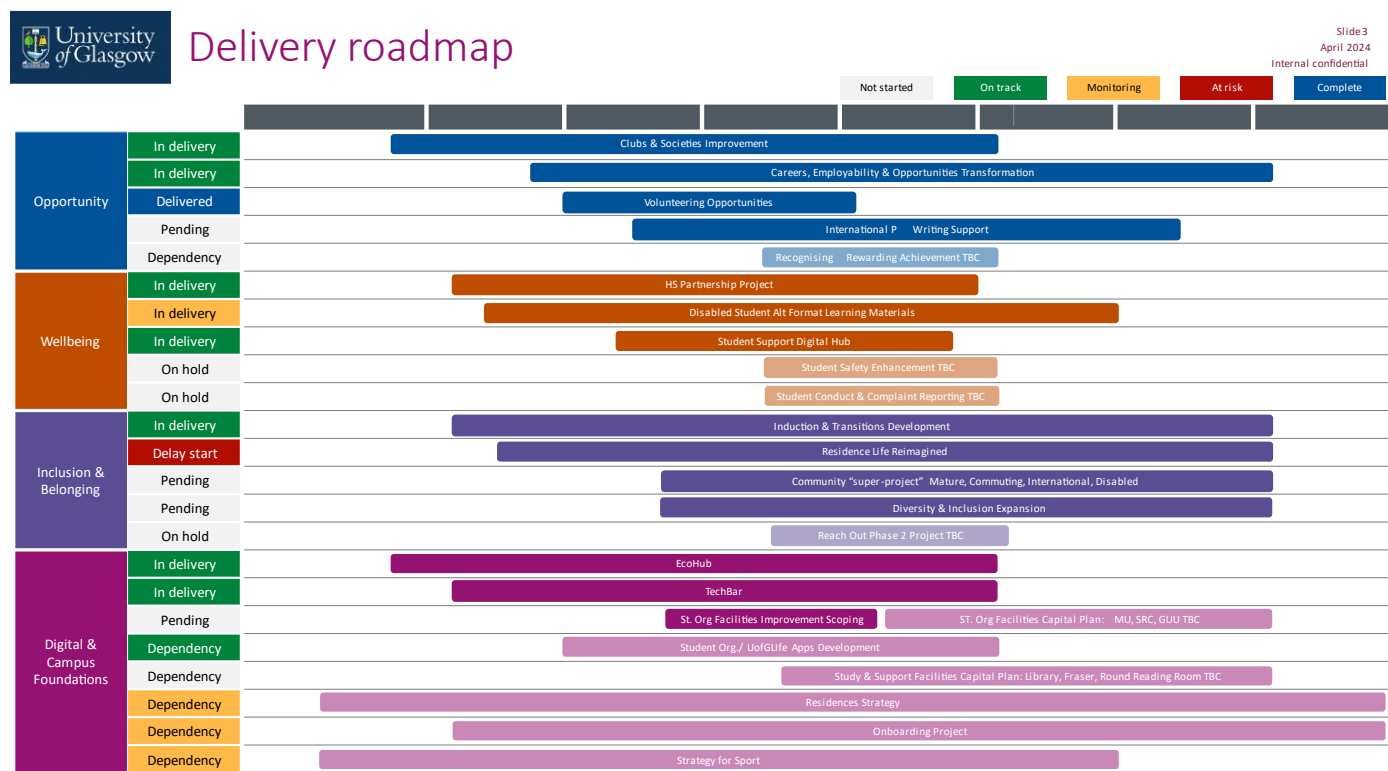 University
of Glasgow
Delivery roadmap
Slide 3
April 2024
Internal confidential
Not started
On track
Monitoring
At risk
Complete
Opportunity
In delivery
Clubs & Societies Improvement
In delivery
Careers, Employability & Opportunities Transformation
Delivered
Volunteering Opportunities
Pending
International P Writing Support
Dependency
Recognising Rewarding Achievement TBC
Wellbeing
In delivery
HS Partnership Project
In delivery
Disabled Student Alt Format Learning Materials
In delivery
Student Support Digital Hub
On hold
Student Safety Enhancement TBC
On hold
Student Conduct & Complaint Reporting TBC
Inclusion &
Belonging
In delivery
Induction & Transitions Development
Delay start
Residence Life Reimagined
Pending
Community “super-project” Mature, Commuting, International, Disabled
Pending
Diversity & Inclusion Expansion
On hold
Reach Out Phase 2 Project TBC
Digital &
Campus
Foundations
In delivery
EcoHub
In delivery
TechBar
Pending
St. Org Facilities Improvement Scoping
ST. Org Facilities Capital Plan: MU, SRC, GUU TBC
Dependency
Student Org./ UofGLIfe Apps Development
Dependency
Study & Support Facilities Capital Plan: Library, Fraser, Round Reading Room TBC
Dependency
Residences Strategy
Dependency
Onboarding Project
Dependency
Strategy for Sport